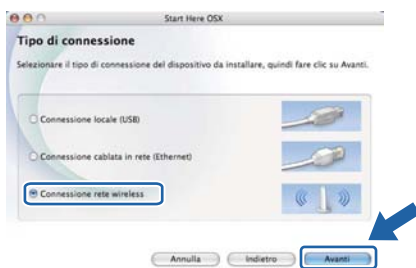 Start Here OSX
Tipo di connessione
Selezionare il tipo di connessione del dispositivo da installare, quindi fare clic su Avanti.
Connessione locale (USB)
Connessione cablata in rete (Ethernet)
Connessione rete wireless
Annulla Indietro Avanti